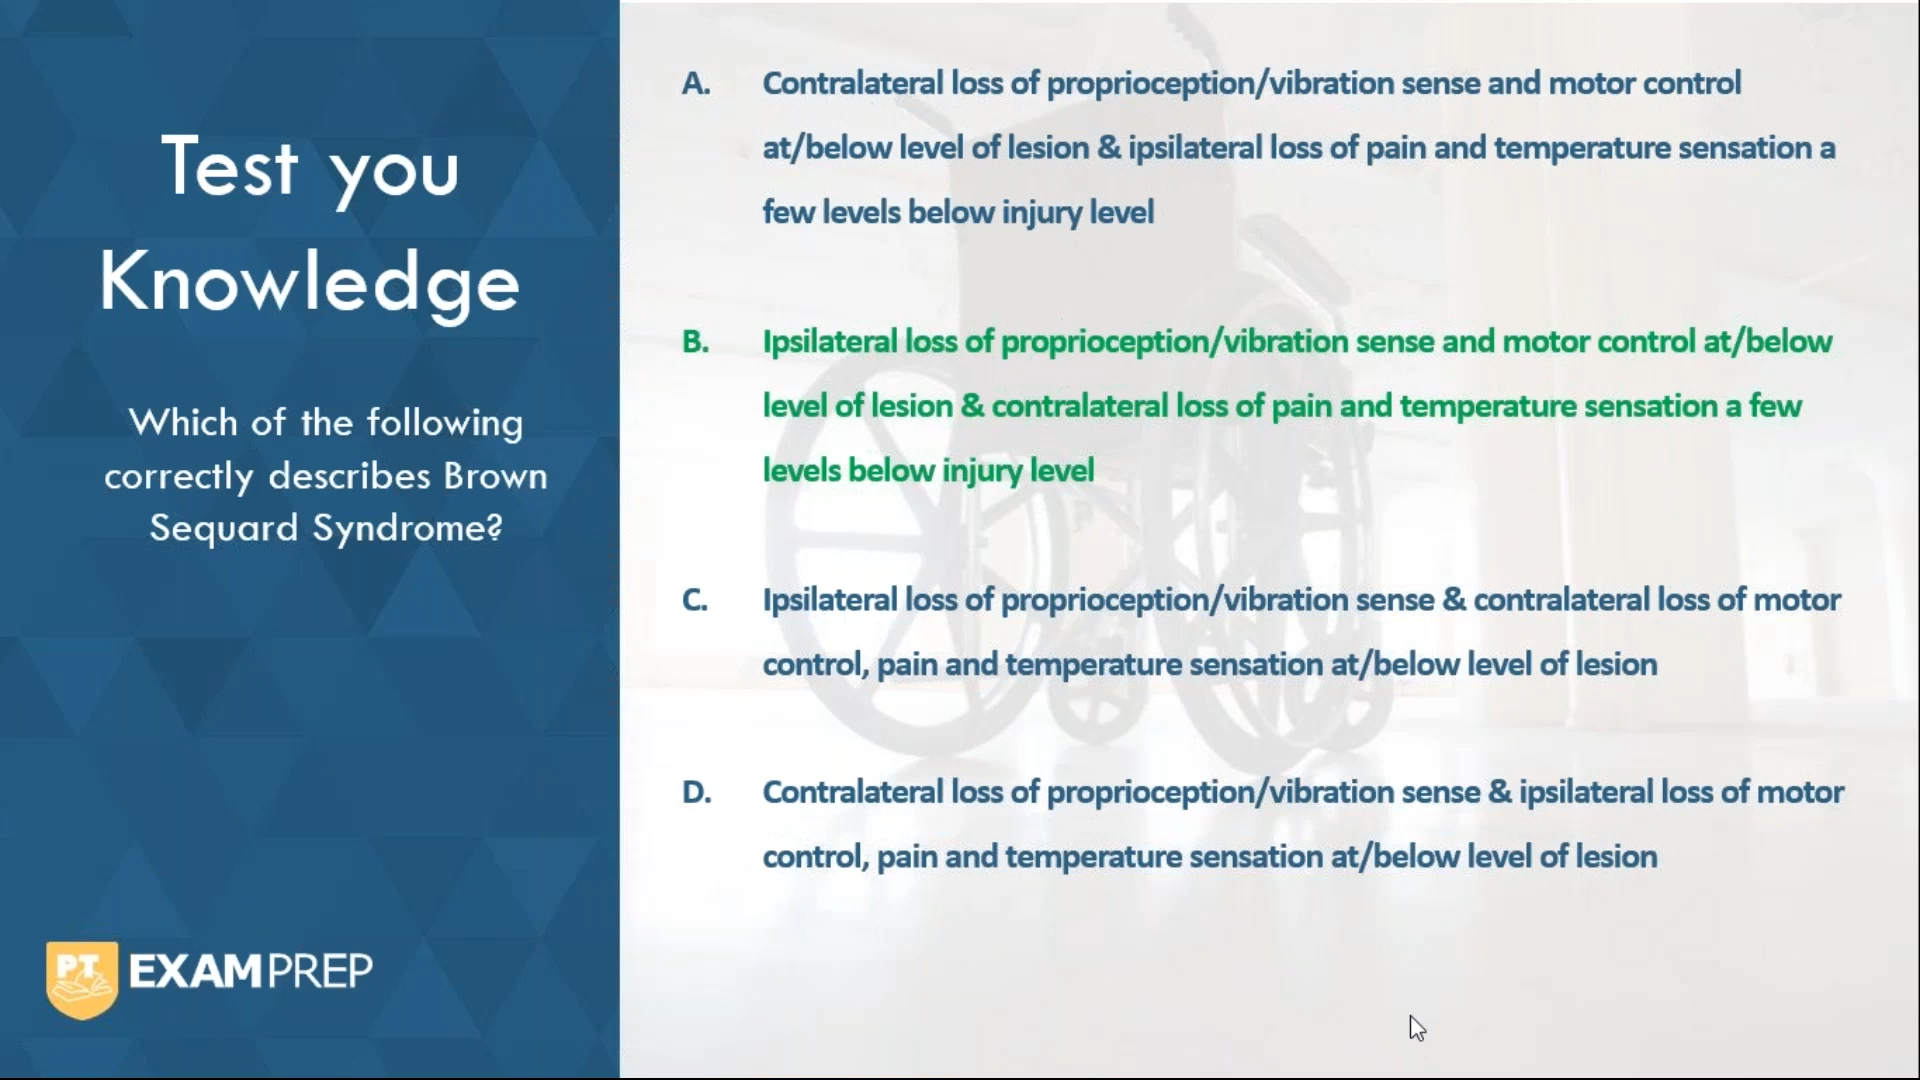 Test you
Knowledge
Which of the following
correctly describes Brown
Sequard Syndrome?
A. Contralateral loss of proprioception/vibration sense and motor control
at/below level of lesion & ipsilateral loss of pain and temperature sensation a
few levels below injury level
B. Ipsilateral loss of proprioception/vibration sense and motor control at/below
level of lesion & contralateral loss of pain and temperature sensation a few
levels below injury level
C. Ipsilateral loss of proprioception/vibration sense & contralateral loss of motor
control, pain and temperature sensation at/below level of lesion
D. Contralateral loss of proprioception/vibration sense & ipsilateral loss of motor
control, pain and temperature sensation at/below level of lesion
PT EXAMPREP